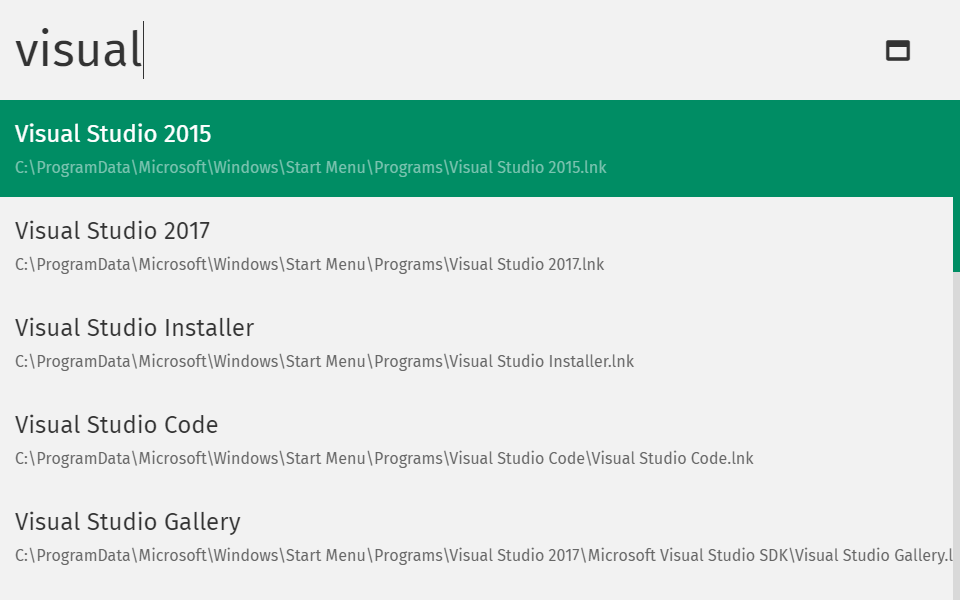 visual
Visual Studio 2015
C:\ProgramData\Microsoft\Windows\Start Menu\Programs\Visual Studio 2015.lnk
Visual Studio 2017
C:\ProgramData\Microsoft\Windows\Start Menu\Programs\Visual Studio 2017.lnk
Visual Studio Installer
C:\ProgramData\Microsoft\Windows\Start Menu\Programs\Visual Studio Installer.lnk
Visual Studio Code
C:\ProgramData\Microsoft\Windows\Start Menu\Programs\Visual Studio Code\Visual Studio Code.lnk
Visual Studio Gallery
C:\ProgramData\Microsoft\Windows\Start Menu\Programs\Visual Studio 2017\Microsoft Visual Studio SDK\Visual Studio Gallery.l